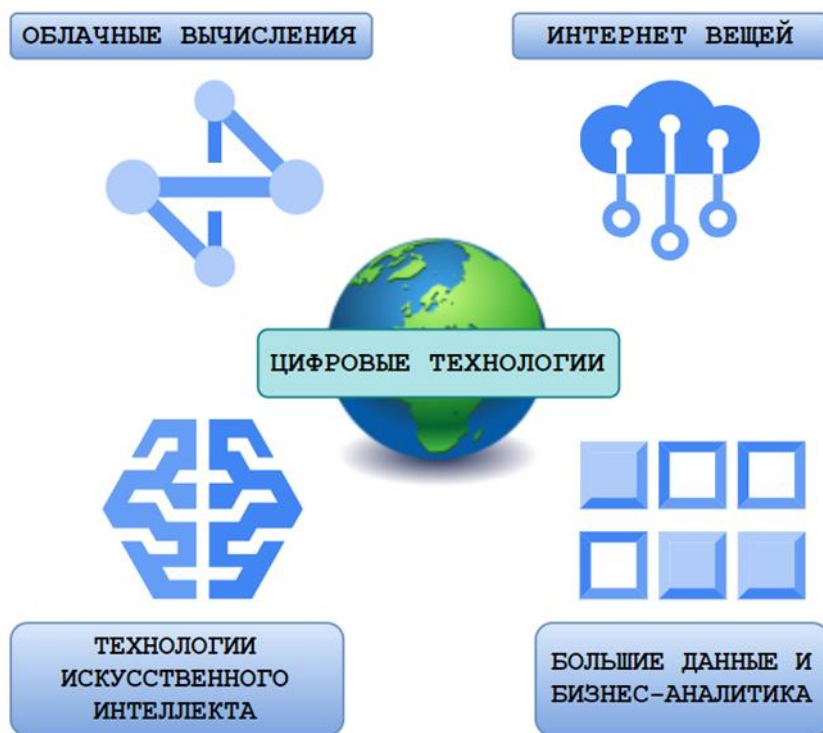 ОБЛАЧНЫЕ ВЫЧИСЛЕНИЯ
ИНТЕРНЕТ ВЕЩЕЙ
ЦИФРОВЫЕ ТЕХНОЛОГИИ
ТЕХНОЛОГИИ
ИСКУССТВЕННОГО
ИНТЕЛЛЕКТА
БОЛЬШИЕ ДАННЫЕ И
БИЗНЕС-АНАЛИТИКА